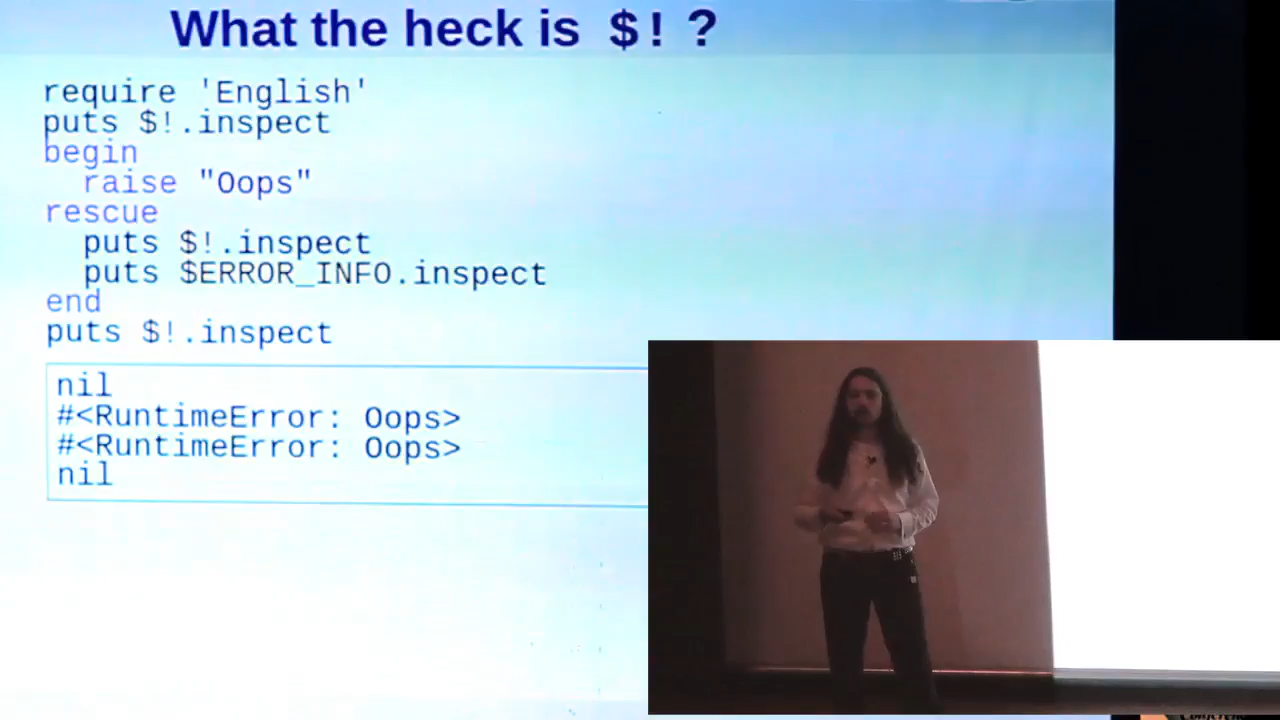 What the heck is $! ?
require 'English'
puts $!.inspect
begin
  raise "Oops"
rescue
  puts $!.inspect
  puts $ERROR_INFO.inspect
end
puts $!.inspect
nil
#<RuntimeError: Oops>
#<RuntimeError: Oops>
nil